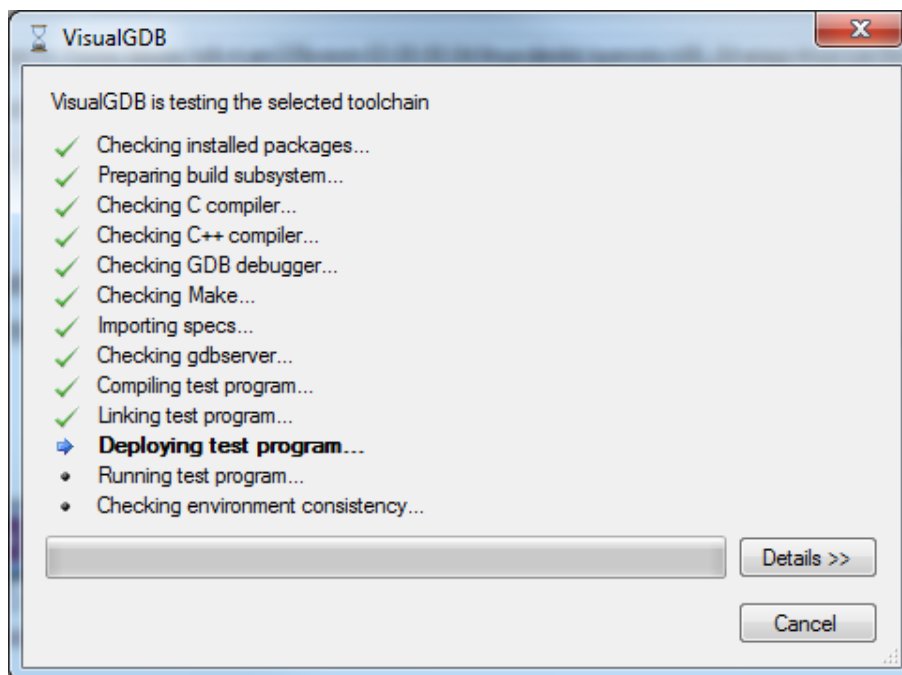 VisualGDB
VisualGDB is testing the selected toolchain
Checking installed packages...
Preparing build subsystem...
Checking C compiler...
Checking C++ compiler...
Checking GDB debugger...
Checking Make...
Importing specs...
Checking gdbserver...
Compiling test program...
Linking test program...
Deploying test program...
Running test program...
Checking environment consistency...
Details >>
Cancel